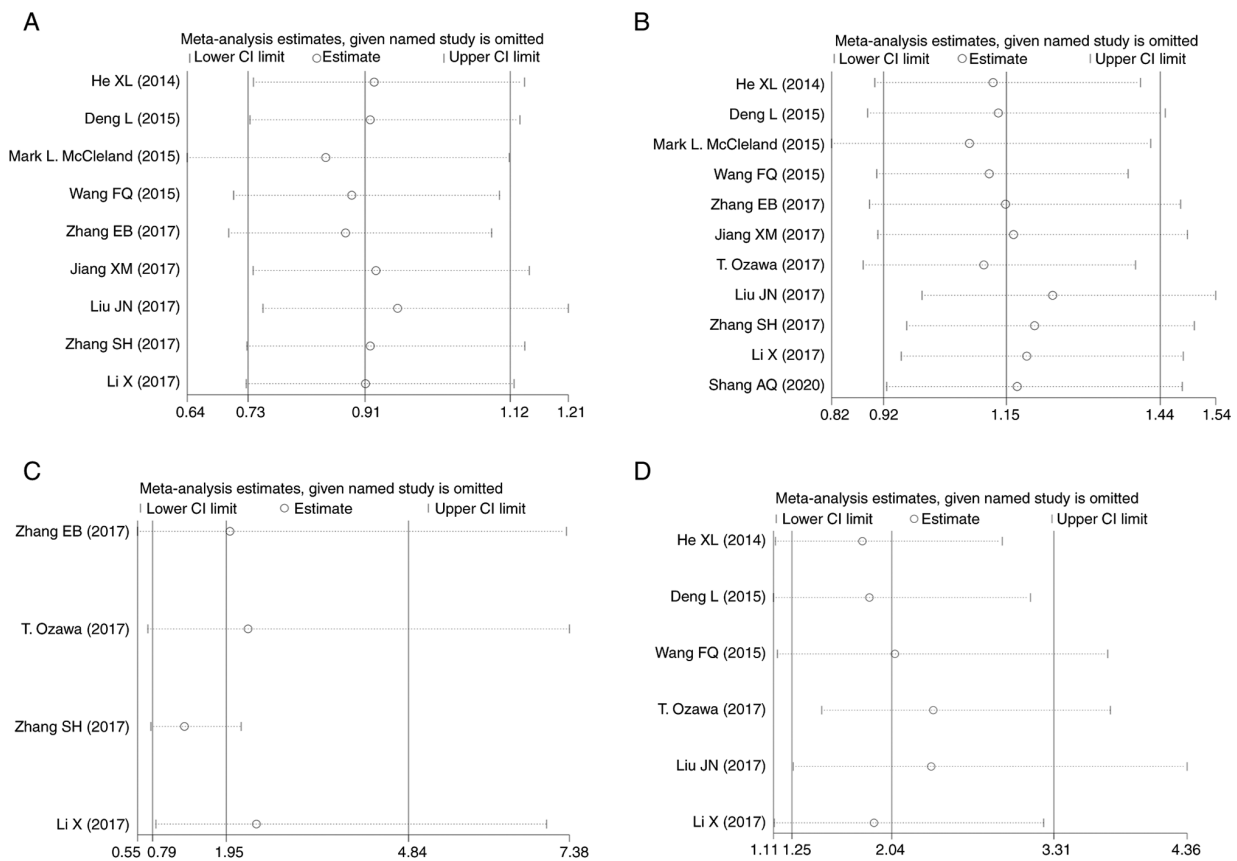 A
Meta-analysis estimates, given named study is omitted
Lower CI limit Estimate Upper CI limit
He XL (2014)
Deng L (2015)
Mark L. McCleland (2015)
Wang FQ (2015)
Zhang EB (2017)
Jiang XM (2017)
Liu JN (2017)
Zhang SH (2017)
Li X (2017)
0.64 0.73 0.91 1.12 1.21
B
Meta-analysis estimates, given named study is omitted
Lower CI limit Estimate Upper CI limit
He XL (2014)
Deng L (2015)
Mark L. McCleland (2015)
Wang FQ (2015)
Zhang EB (2017)
Jiang XM (2017)
T. Ozawa (2017)
Liu JN (2017)
Zhang SH (2017)
Li X (2017)
Shang AQ (2020)
0.82 0.92 1.15 1.44 1.54
C
Meta-analysis estimates, given named study is omitted
Lower CI limit Estimate Upper CI limit
Zhang EB (2017)
T. Ozawa (2017)
Zhang SH (2017)
Li X (2017)
0.55 0.79 1.95 4.84 7.38
D
Meta-analysis estimates, given named study is omitted
Lower CI limit Estimate Upper CI limit
He XL (2014)
Deng L (2015)
Wang FQ (2015)
T. Ozawa (2017)
Liu JN (2017)
Li X (2017)
1.11 1.25 2.04 3.31 4.36